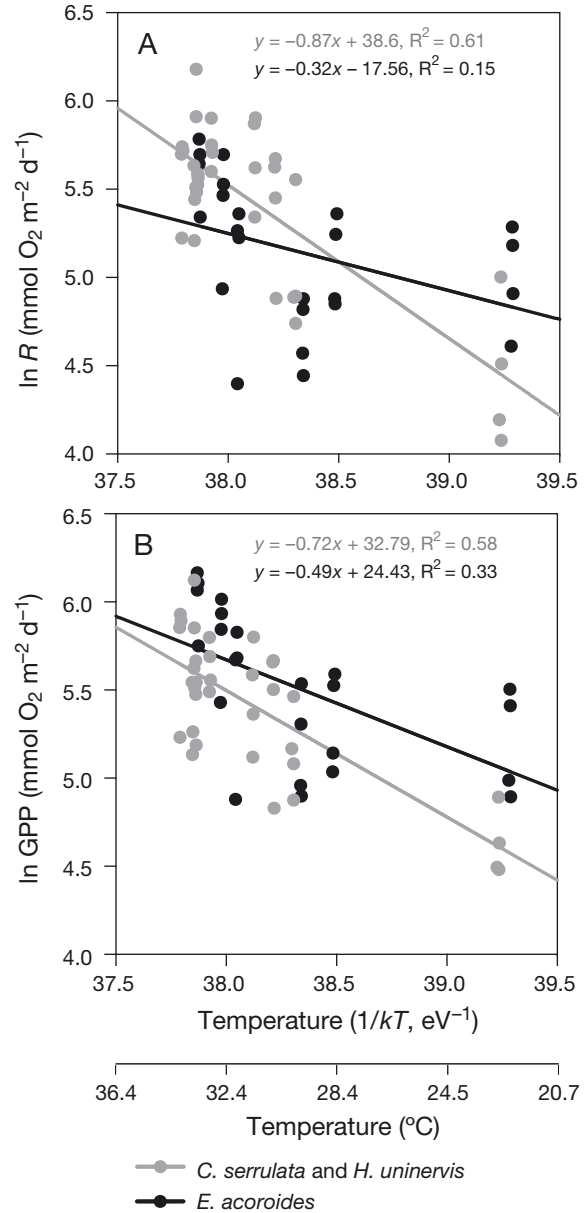 A
y = −0.87x + 38.6, R² = 0.61
y = −0.32x − 17.56, R² = 0.15
6.5
6.0
5.5
5.0
4.5
4.0
ln R (mmol O₂ m⁻² d⁻¹)
37.5 38.0 38.5 39.0 39.5
B
y = −0.72x + 32.79, R² = 0.58
y = −0.49x + 24.43, R² = 0.33
6.5
6.0
5.5
5.0
4.5
4.0
ln GPP (mmol O₂ m⁻² d⁻¹)
37.5 38.0 38.5 39.0 39.5
Temperature (1/kT, eV⁻¹)
36.4 32.4 28.4 24.5 20.7
Temperature (ºC)
C. serrulata and H. uninervis
E. acoroides